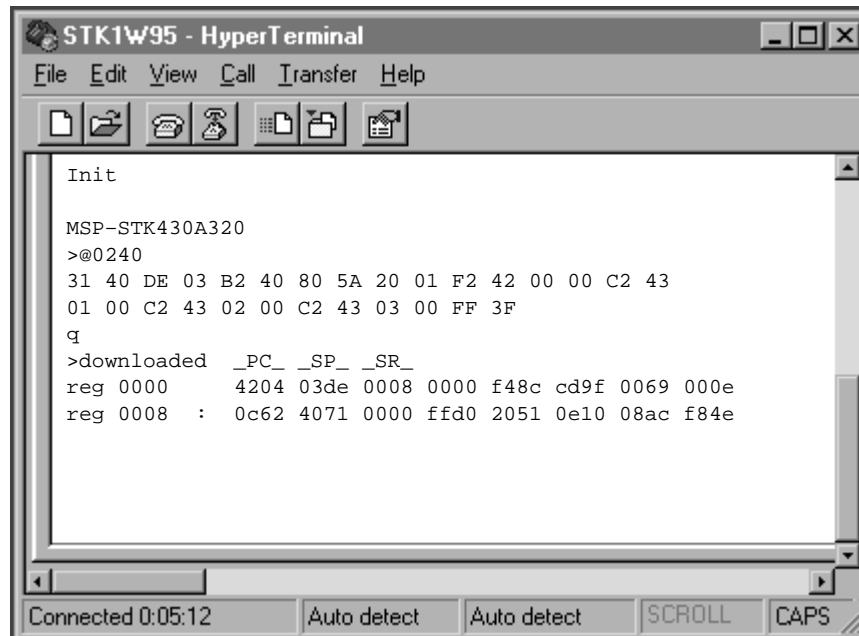 STK1W95 - HyperTerminal
File Edit View Call Transfer Help
Init
MSP-STK430A320
>@0240
31 40 DE 03 B2 40 80 5A 20 01 F2 42 00 00 C2 43
01 00 C2 43 02 00 C2 43 03 00 FF 3F
q
>downloaded _PC_ _SP_ _SR_
reg 0000 4204 03de 0008 0000 f48c cd9f 0069 000e
reg 0008 : 0c62 4071 0000 ffd0 2051 0e10 08ac f84e
Connected 0:05:12 Auto detect Auto detect SCROLL CAPS